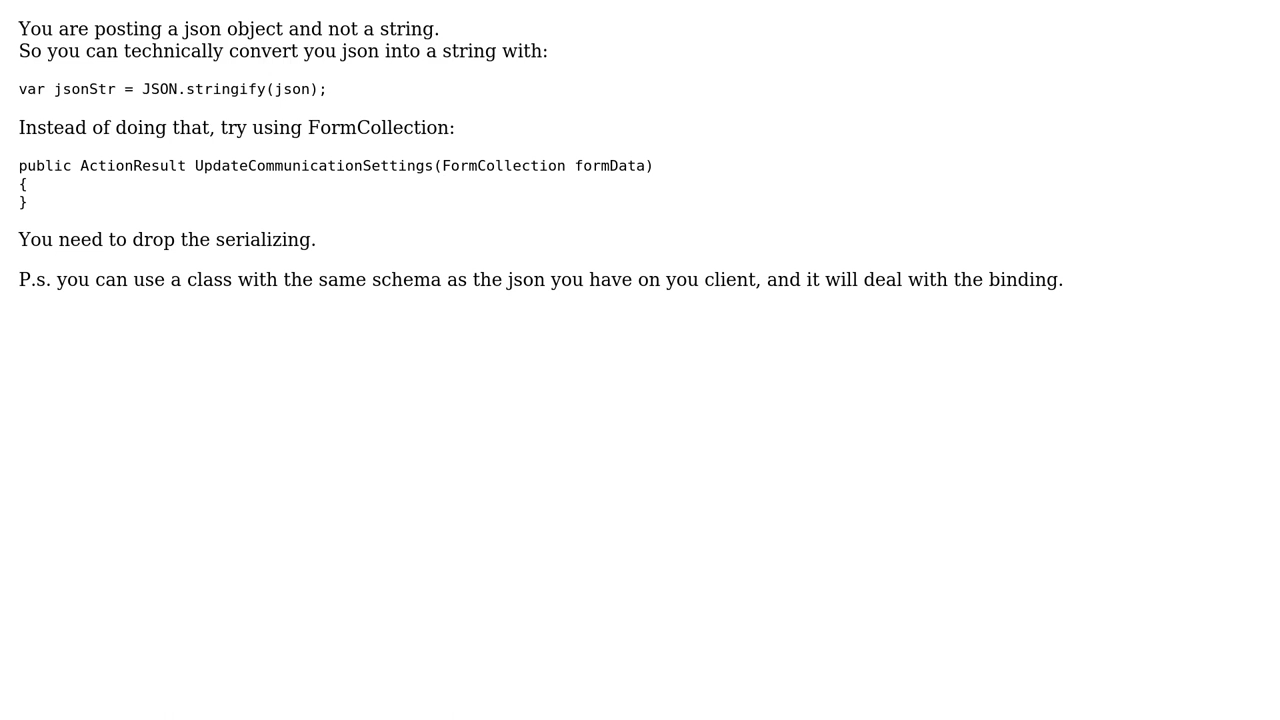 You are posting a json object and not a string.
So you can technically convert you json into a string with:
var jsonStr = JSON.stringify(json);
Instead of doing that, try using FormCollection:
public ActionResult UpdateCommunicationSettings(FormCollection formData)
{
}
You need to drop the serializing.
P.s. you can use a class with the same schema as the json you have on you client, and it will deal with the binding.